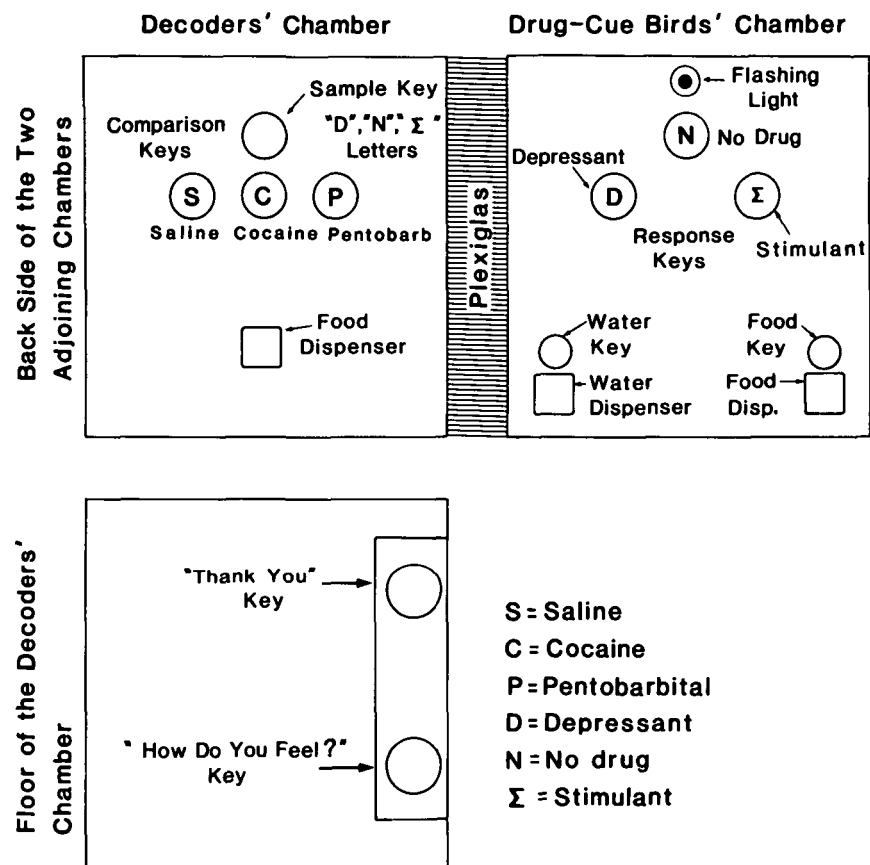 Decoders' Chamber
Drug-Cue Birds' Chamber
Back Side of the Two
Adjoining Chambers
Sample Key
Comparison
Keys
"D","N","Σ"
Letters
S
C
P
Saline Cocaine Pentobarb
Food
Dispenser
Plexiglas
Flashing
Light
N
No Drug
Depressant
D
Σ
Response
Keys
Stimulant
Water
Key
Food
Key
Water
Dispenser
Food
Disp.
Floor of the Decoders'
Chamber
"Thank You"
Key
"How Do You Feel?"
Key
S=Saline
C=Cocaine
P=Pentobarbital
D=Depressant
N=No drug
Σ=Stimulant